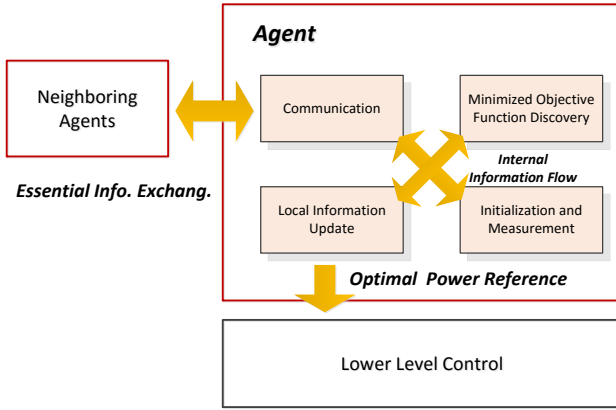 Agent
Neighboring
Agents
Communication
Minimized Objective
Function Discovery
Internal
Information Flow
Essential Info. Exchang.
Local Information
Update
Initialization and
Measurement
Optimal Power Reference
Lower Level Control